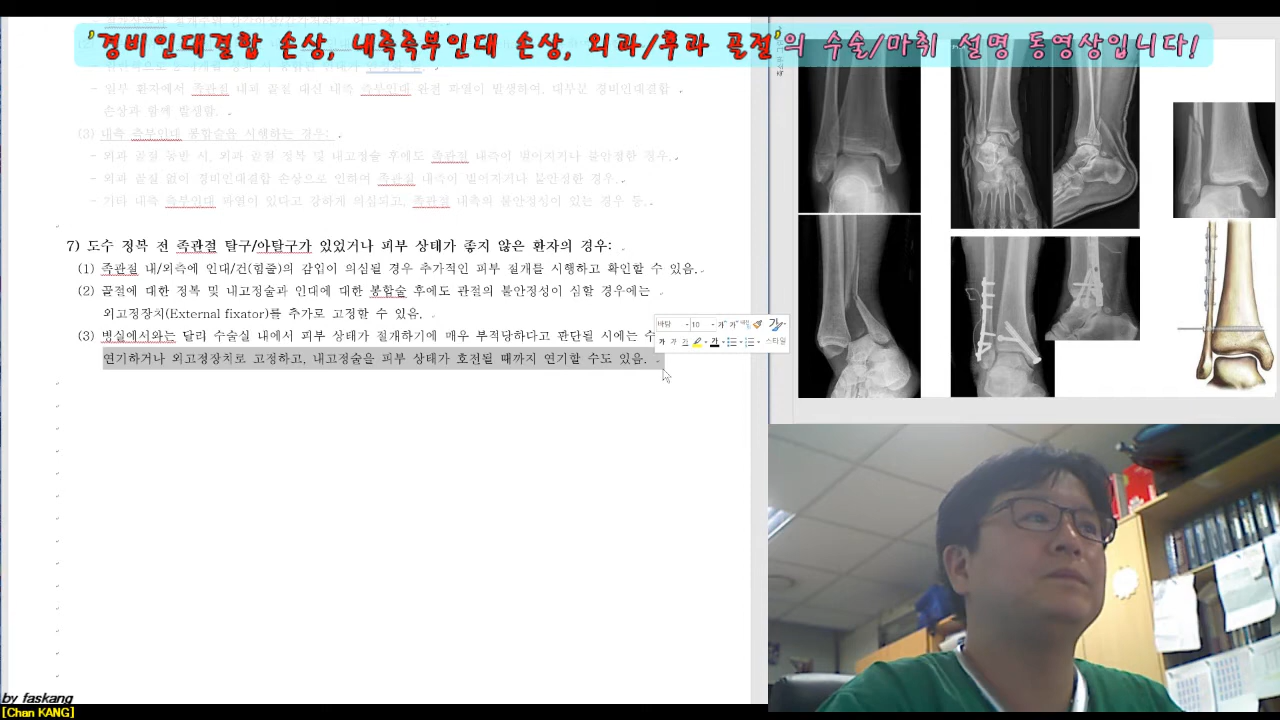 '경비인대결합 손상, 내측측부인대 손상, 외과/후과 골절'의 수술/마취 설명 동영상입니다!
- 일부 환자에서 족관절 내과 골절 대신 내측 측부인대 완전 파열이 발생하여, 대부분 경비인대결합
손상과 함께 발생함.
(3) 내측 측부인대 봉합술을 시행하는 경우:
- 외과 골절 동반 시, 외과 골절 정복 및 내고정술 후에도 족관절 내측이 벌어지거나 불안정한 경우.
- 외과 골절 없이 경비인대결합 손상으로 인하여 족관절 내측이 벌어지거나 불안정한 경우.
- 기타 내측 측부인대 파열이 있다고 강하게 의심되고, 족관절 내측의 불안정성이 있는 경우 등.
7) 도수 정복 전 족관절 탈구/아탈구가 있었거나 피부 상태가 좋지 않은 환자의 경우:
(1) 족관절 내/외측에 인대/건(힘줄)의 감입이 의심될 경우 추가적인 피부 절개를 시행하고 확인할 수 있음.
(2) 골절에 대한 정복 및 내고정술과 인대에 대한 봉합술 후에도 관절의 불안정성이 심할 경우에는
외고정장치(External fixator)를 추가로 고정할 수 있음.
(3) 병실에서와는 달리 수술실 내에서 피부 상태가 절개하기에 매우 부적당하다고 판단될 시에는 수
연기하거나 외고정장치로 고정하고, 내고정술을 피부 상태가 호전될 때까지 연기할 수도 있음.
바탕 10 가 가
가 가 가 가 스타일
by faskang
[Chan KANG]